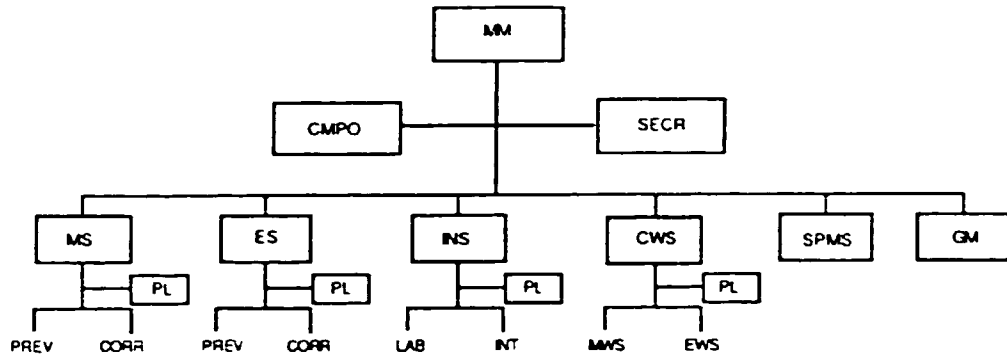 MM
CMPO SECR
MS ES INS CWS SPMS GM
PL PL PL PL
PREV CORR PREV CORR LAB INT MWS EWS